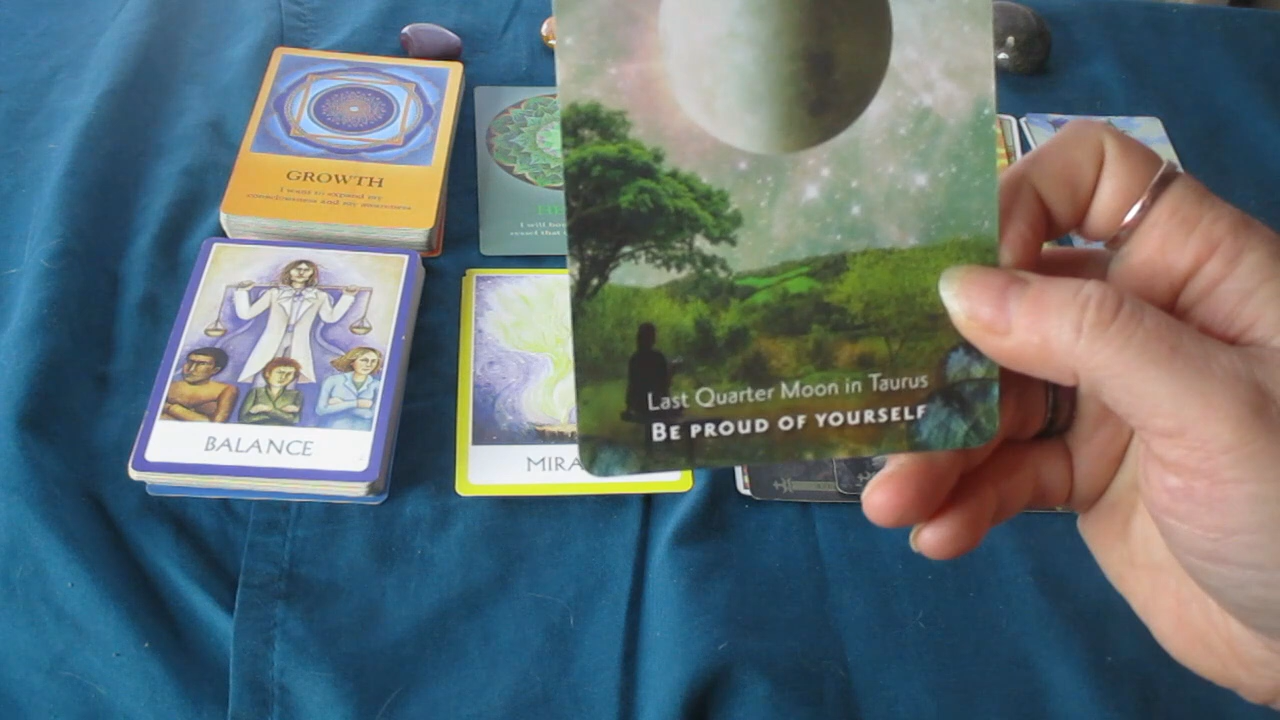 GROWTH
I want to expand my
consciousness and my awareness
I will
BALANCE
Last Quarter Moon in Taurus
BE PROUD OF YOURSELF